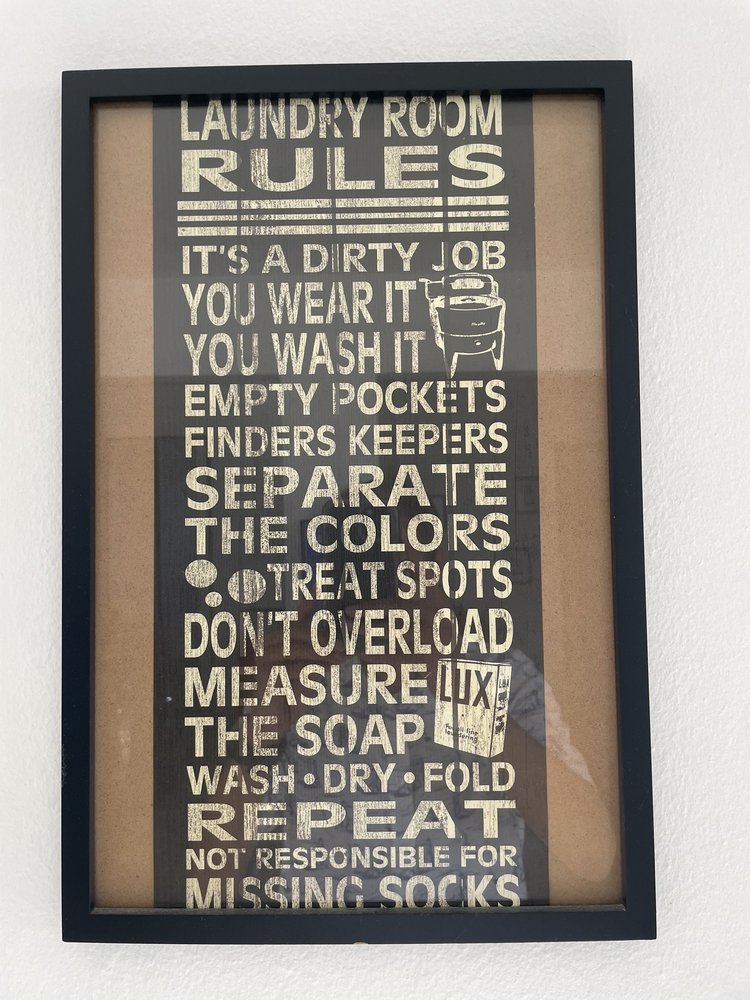 LAUNDRY ROOM
RULES
IT'S A DIRTY JOB
YOU WEAR IT
YOU WASH IT
EMPTY POCKETS
FINDERS KEEPERS
SEPARATE
THE COLORS
TREAT SPOTS
DON'T OVERLOAD
MEASURE
LUX
THE SOAP
WASH • DRY • FOLD
REPEAT
NOT RESPONSIBLE FOR
MISSING SOCKS